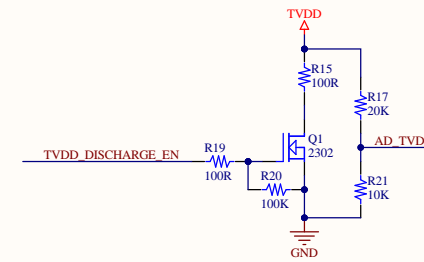 TVDD
R15
100R
R17
20K
Q1
2302
AD_TVD
TVDD_DISCHARGE_EN
R19
100R
R20
100K
R21
10K
GND